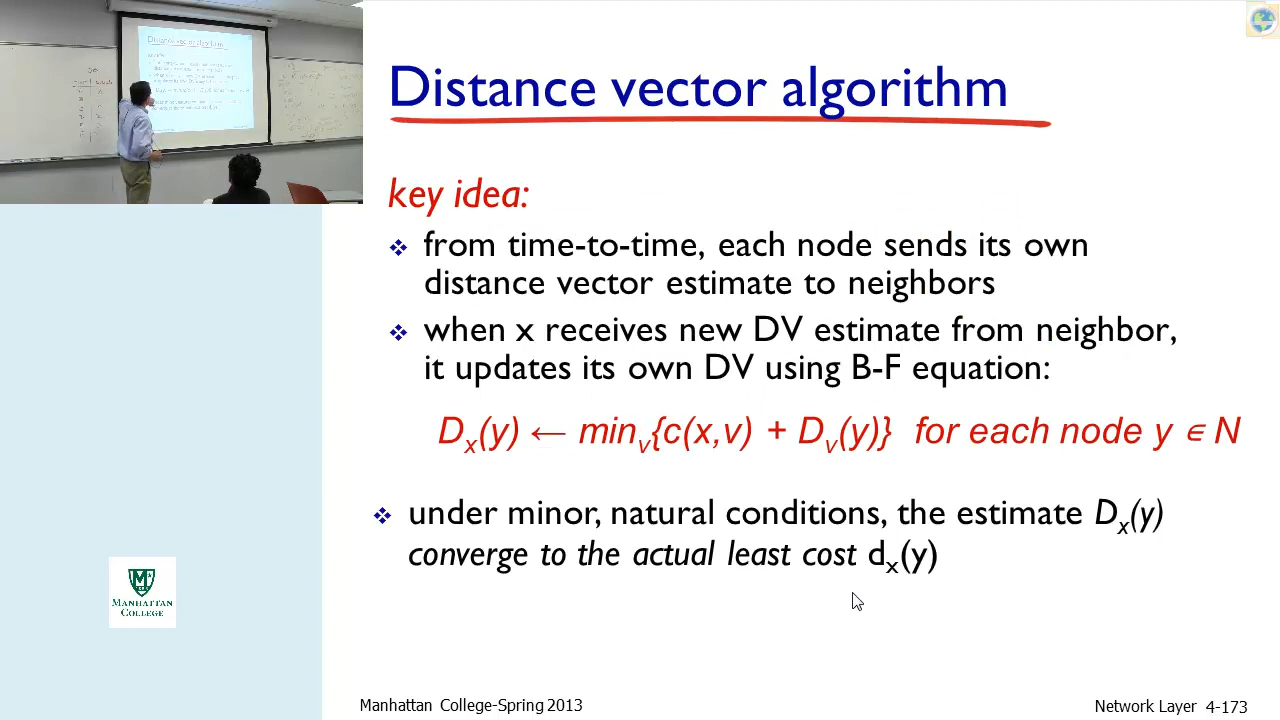 Distance vector algorithm
key idea:
❖ from time-to-time, each node sends its own
distance vector estimate to neighbors
❖ when x receives new DV estimate from neighbor,
it updates its own DV using B-F equation:
Dx(y) ← minv{c(x,v) + Dv(y)} for each node y ∊ N
❖ under minor, natural conditions, the estimate Dx(y)
converge to the actual least cost dx(y)
Distance vector algorithm
MANHATTAN
COLLEGE
Manhattan College-Spring 2013
Network Layer 4-173